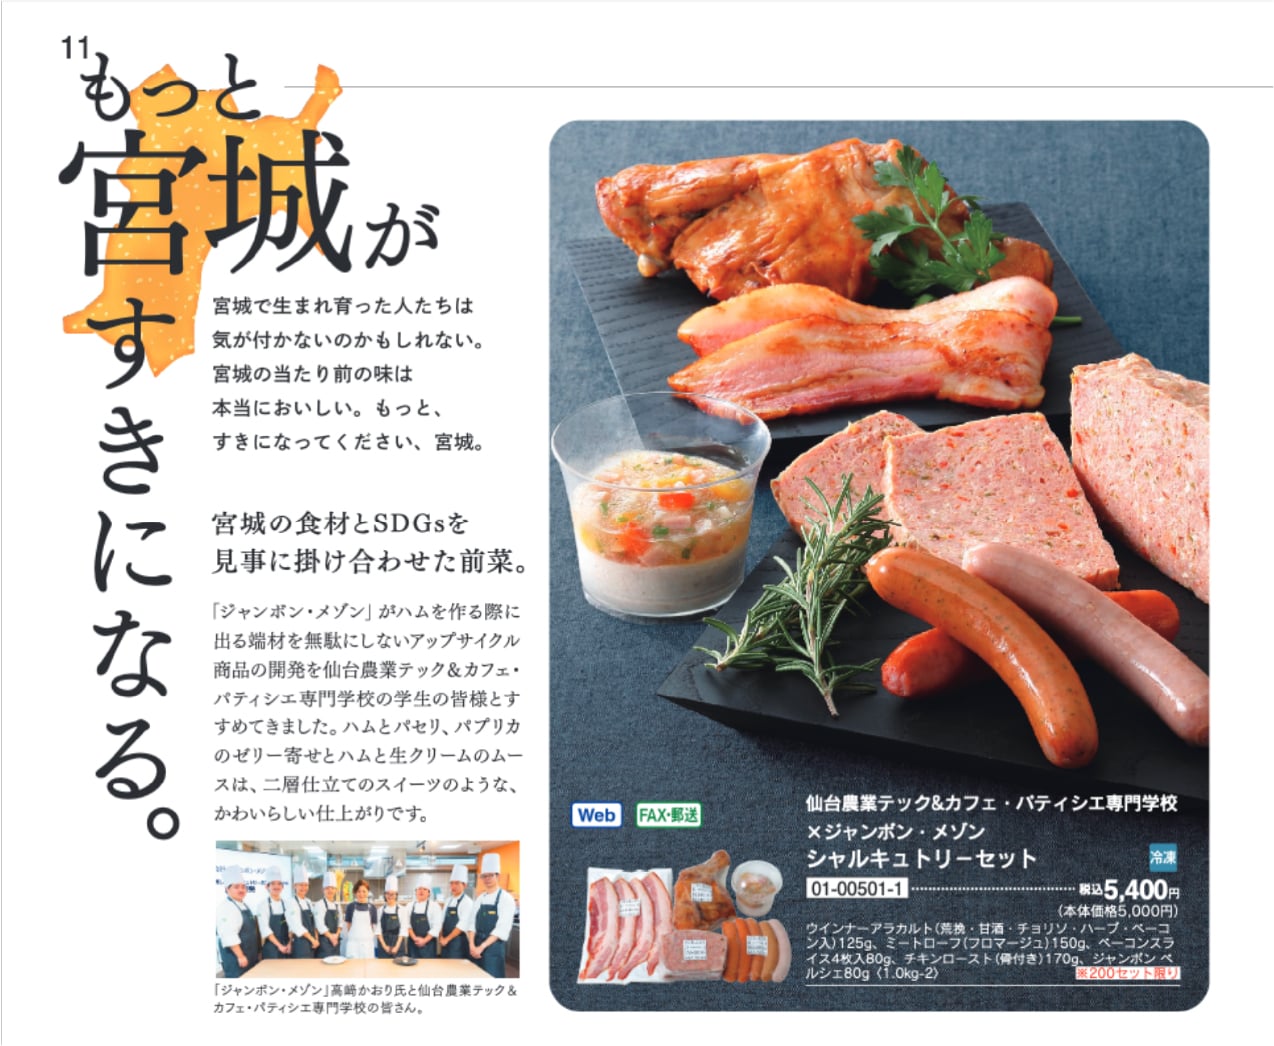 11
もっと
宮城が
すきになる。
宮城で生まれ育った人たちは
気が付かないのかもしれない。
宮城の当たり前の味は
本当においしい。もっと、
すきになってください、宮城。
宮城の食材とSDGsを
見事に掛け合わせた前菜。
「ジャンボン・メゾン」がハムを作る際に
出る端材を無駄にしないアップサイクル
商品の開発を仙台農業テック&カフェ・
パティシエ専門学校の学生の皆様とす
すめてきました。ハムとパセリ、パプリカ
のゼリー寄せとハムと生クリームのムー
スは、二層仕立てのスイーツのような、
かわいらしい仕上がりです。
「ジャンボン・メゾン」高﨑かおり氏と仙台農業テック&
カフェ・パティシエ専門学校の皆さん。
Web FAX・郵送
仙台農業テック&カフェ・パティシエ専門学校
×ジャンボン・メゾン
シャルキュトリーセット 冷凍
01-00501-1 税込5,400円
(本体価格5,000円)
ウインナーアラカルト(荒挽・甘酒・チョリソ・ハーブ・ベーコ
ン入)125g、ミートローフ(フロマージュ)150g、ベーコンスラ
イス4枚入80g、チキンロースト(骨付き)170g、ジャンボン ペ
ルシェ80g〈1.0kg-2〉 ※200セット限り